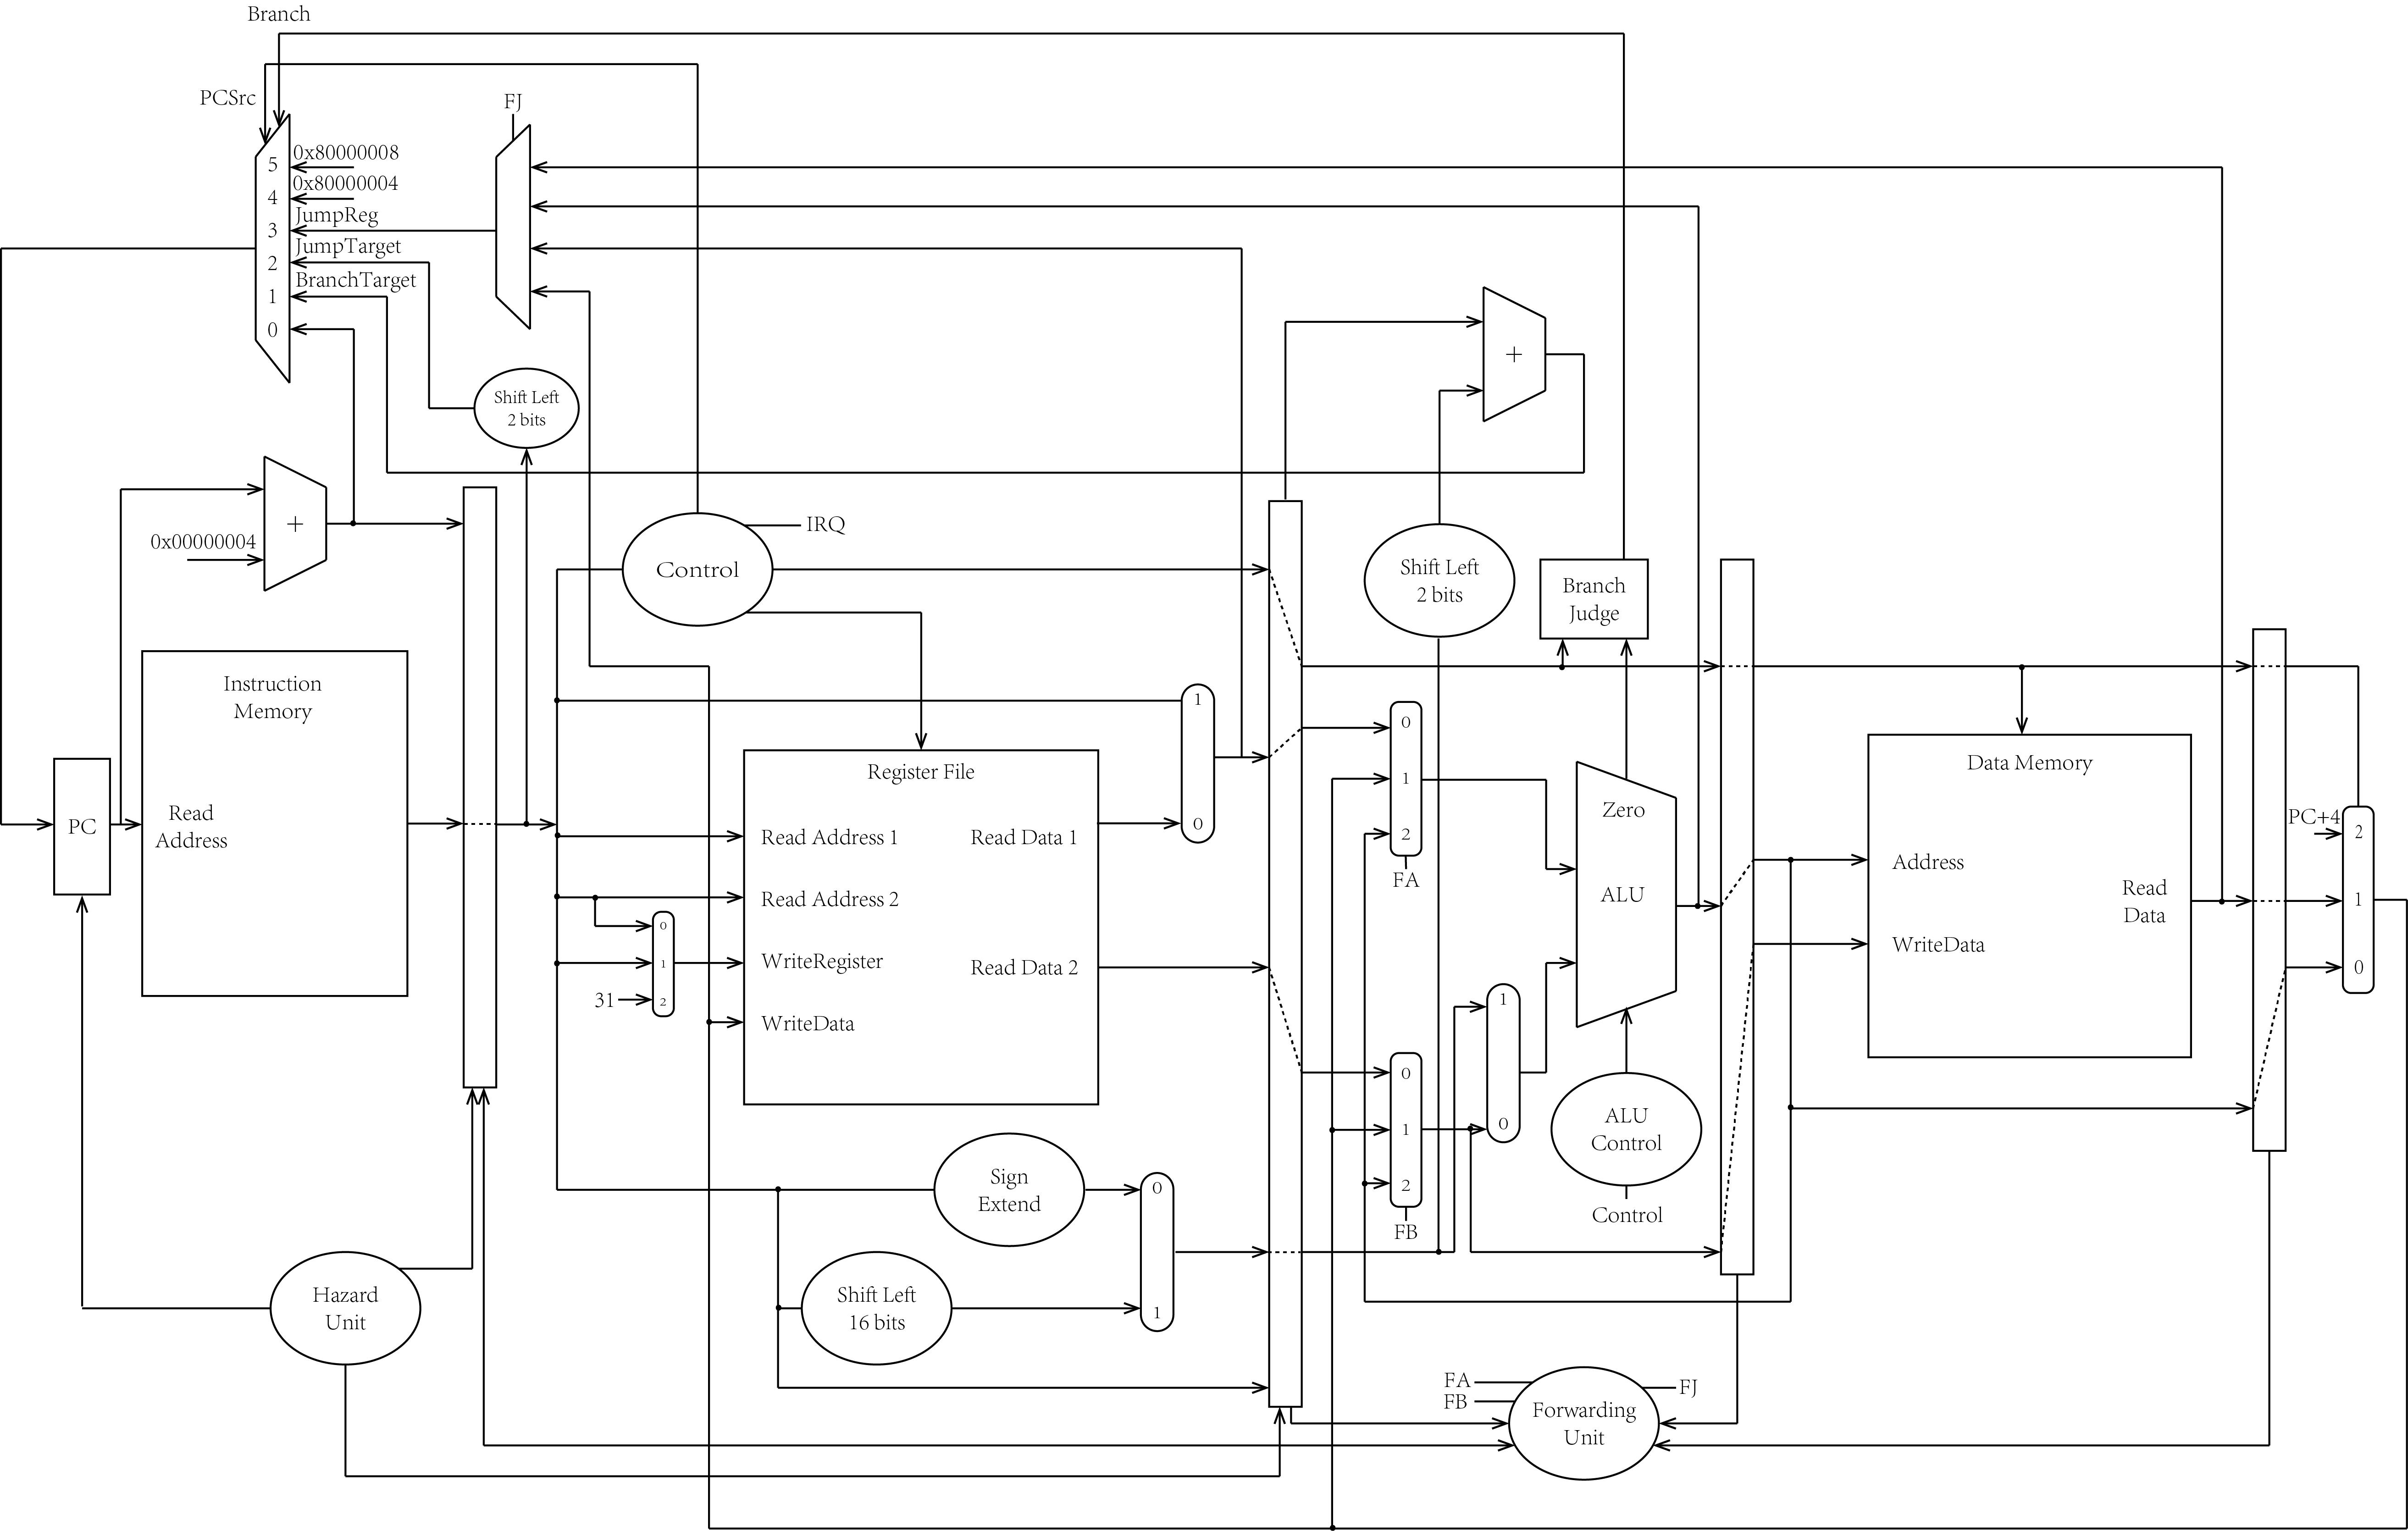 Branch
PCSrc
FJ
5
0x80000008
4
0x80000004
3
JumpReg
2
JumpTarget
1
BranchTarget
0
Shift Left
2 bits
+
+
0x00000004
IRQ
Control
Shift Left
2 bits
Branch
Judge
Instruction
Memory
Read
Address
PC
Register File
Read Address 1
Read Address 2
WriteRegister
WriteData
Read Data 1
Read Data 2
0
1
31
2
1
0
0
1
2
FA
0
1
2
FB
1
0
Zero
ALU
ALU
Control
Control
Data Memory
Address
WriteData
Read
Data
PC+4
2
1
0
Sign
Extend
0
Shift Left
16 bits
1
Hazard
Unit
FA
FB
FJ
Forwarding
Unit